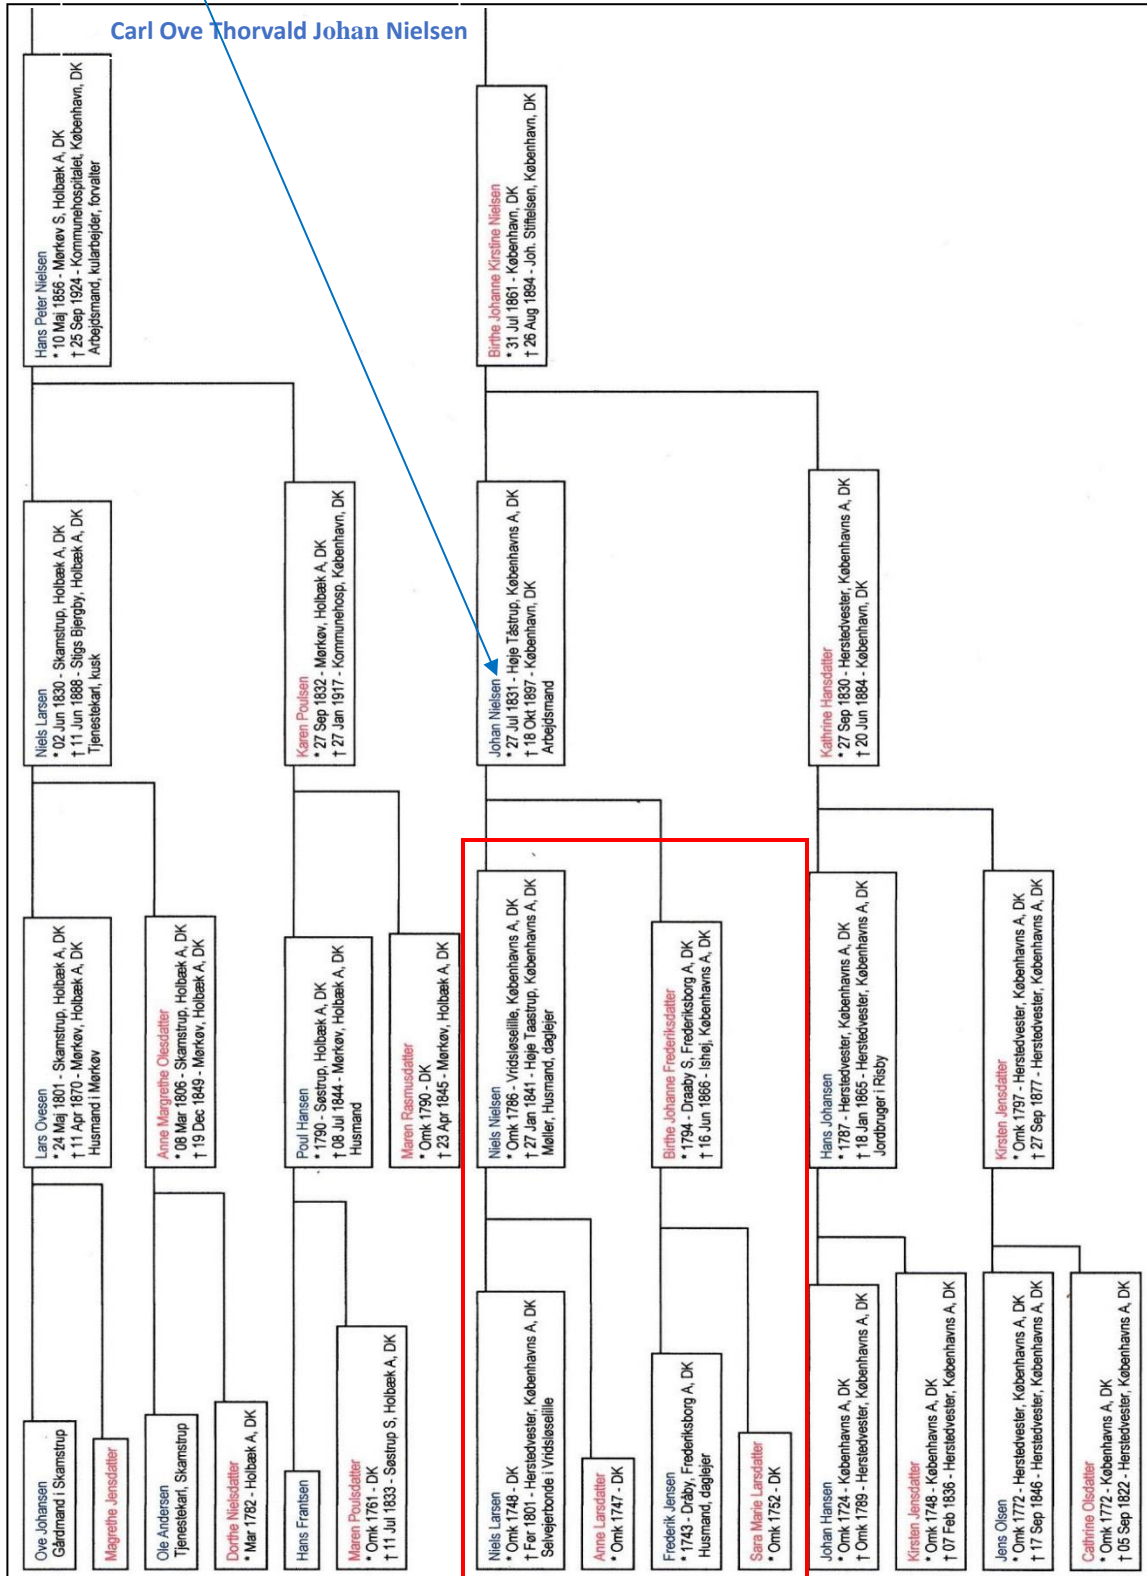 Carl Ove Thorvald Johan Nielsen
Hans Peter Nielsen
* 10 Maj 1856 - Mørkøv S, Holbæk A, DK
† 25 Sep 1924 - Kommunehospitalet, København, DK
Arbejdsmand, kularbejder, forvalter
Birthe Johanne Kirstine Nielsen
* 31 Jul 1861 - København, DK
† 26 Aug 1894 - Joh. Stiftelsen, København, DK
Niels Larsen
* 02 Jun 1830 - Skamstrup, Holbæk A, DK
† 11 Jun 1888 - Stigs Bjergby, Holbæk A, DK
Tjenestekarl, kusk
Karen Poulsen
* 27 Sep 1832 - Mørkøv, Holbæk A, DK
† 27 Jan 1917 - Kommunehosp, København, DK
Johan Nielsen
* 27 Jul 1831 - Høje Tåstrup, Københavns A, DK
† 18 Okt 1897 - København, DK
Arbejdsmand
Kathrine Hansdatter
* 27 Sep 1830 - Herstedvester, Københavns A, DK
† 20 Jun 1884 - København, DK
Lars Ovesen
* 24 Maj 1801 - Skamstrup, Holbæk A, DK
† 11 Apr 1870 - Mørkøv, Holbæk A, DK
Husmand i Mørkøv
Anne Margrethe Olesdatter
* 08 Mar 1806 - Skamstrup, Holbæk A, DK
† 19 Dec 1849 - Mørkøv, Holbæk A, DK
Poul Hansen
* 1790 - Søstrup, Holbæk A, DK
† 08 Jul 1844 - Mørkøv, Holbæk A, DK
Husmand
Maren Rasmusdatter
* Omk 1790 - DK
† 23 Apr 1845 - Mørkøv, Holbæk A, DK
Niels Nielsen
* Omk 1786 - Vridsløselille, Københavns A, DK
† 27 Jan 1841 - Høje Taastrup, Københavns A, DK
Møller, Husmand, daglejer
Birthe Johanne Frederiksdatter
* 1794 - Draaby S, Frederiksborg A, DK
† 16 Jun 1866 - Ishøj, Københavns A, DK
Hans Johansen
* 1787 - Herstedvester, Københavns A, DK
† 18 Jan 1865 - Herstedvester, Københavns A, DK
Jordbruger i Risby
Kirsten Jensdatter
* Omk 1797 - Herstedvester, Københavns A, DK
† 27 Sep 1877 - Herstedvester, Københavns A, DK
Ove Johansen
Gårdmand i Skamstrup
Magrethe Jensdatter
Ole Andersen
Tjenestekarl, Skamstrup
Dorthe Nielsdatter
* Mar 1782 - Holbæk A, DK
Hans Frantsen
Maren Poulsdatter
* Omk 1761 - DK
† 11 Jul 1833 - Søstrup S, Holbæk A, DK
Niels Larsen
* Omk 1748 - DK
† Før 1801 - Herstedvester, Københavns A, DK
Selvejerbonde i Vridsløselille
Anne Larsdatter
* Omk 1747 - DK
Frederik Jensen
* 1743 - Dråby, Frederiksborg A, DK
Husmand, daglejer
Sara Marie Larsdatter
* Omk 1752 - DK
Johan Hansen
* Omk 1724 - Københavns A, DK
† Omk 1789 - Herstedvester, Københavns A, DK
Kirsten Jensdatter
* Omk 1748 - Københavns A, DK
† 07 Feb 1836 - Herstedvester, Københavns A, DK
Jens Olsen
* Omk 1772 - Herstedvester, Københavns A, DK
† 17 Sep 1846 - Herstedvester, Københavns A, DK
Cathrine Olsdatter
* Omk 1772 - Københavns A, DK
† 05 Sep 1822 - Herstedvester, Københavns A, DK